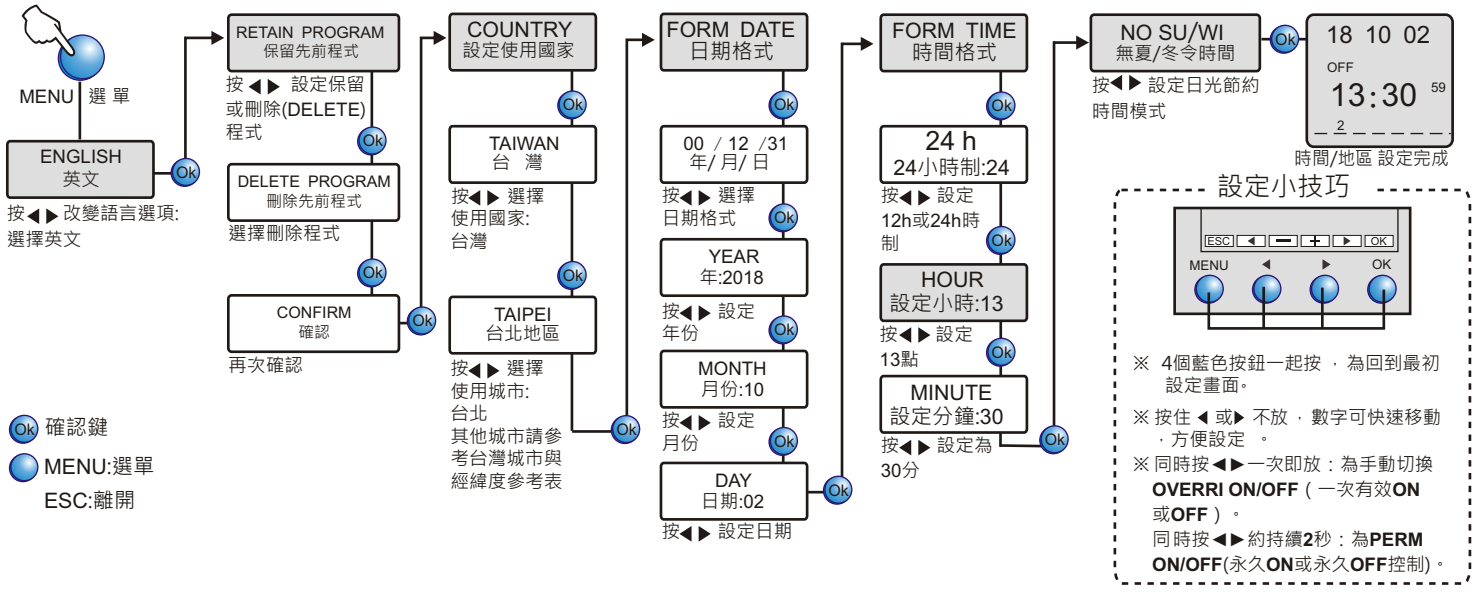 MENU 選單
ENGLISH
英文
Ok
按◀ ▶改變語言選項:
選擇英文
RETAIN PROGRAM
保留先前程式
按◀ ▶ 設定保留
或刪除(DELETE)
程式
Ok
DELETE PROGRAM
刪除先前程式
選擇刪除程式
Ok
CONFIRM
確認
Ok
再次確認
COUNTRY
設定使用國家
Ok
TAIWAN
台 灣
按◀ ▶ 選擇
使用國家:
台灣
Ok
TAIPEI
台北地區
按◀ ▶ 選擇
使用城市:
台北
其他城市請參
考台灣城市與
經緯度參考表
Ok
FORM DATE
日期格式
Ok
00 / 12 /31
年/ 月/ 日
按◀ ▶ 選擇
日期格式
Ok
YEAR
年:2018
按◀ ▶ 設定
年份
Ok
MONTH
月份:10
按◀ ▶ 設定
月份
Ok
DAY
日期:02
Ok
按◀ ▶ 設定日期
FORM TIME
時間格式
Ok
24 h
24小時制:24
按◀ ▶ 設定
12h或24h時
制
Ok
HOUR
設定小時:13
按◀ ▶ 設定
13點
Ok
MINUTE
設定分鐘:30
按◀ ▶ 設定為
30分
Ok
NO SU/WI
無夏/冬令時間
Ok
按◀ ▶ 設定日光節約
時間模式
18 10 02
OFF
13:30 59
2
時間/地區 設定完成
設定小技巧
ESC ◀ − + ▶ OK
MENU ◀ ▶ OK
※ 4個藍色按鈕一起按，為回到最初
設定畫面。
※ 按住 ◀ 或▶ 不放，數字可快速移動
，方便設定 。
※ 同時按 ◀▶一次即放：為手動切換
OVERRI ON/OFF（一次有效ON
或OFF）。
同時按 ◀▶約持續2秒：為PERM
ON/OFF(永久ON或永久OFF控制)。
Ok 確認鍵
MENU:選單
ESC:離開